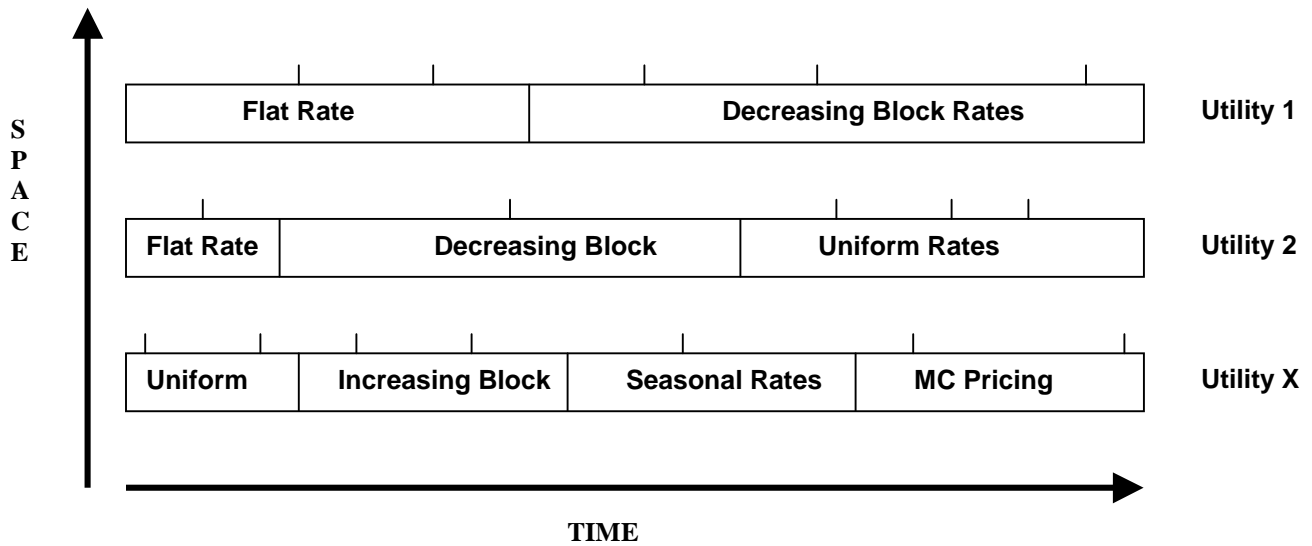 SPACE
Flat Rate Decreasing Block Rates Utility 1
Flat Rate Decreasing Block Uniform Rates Utility 2
Uniform Increasing Block Seasonal Rates MC Pricing Utility X
TIME